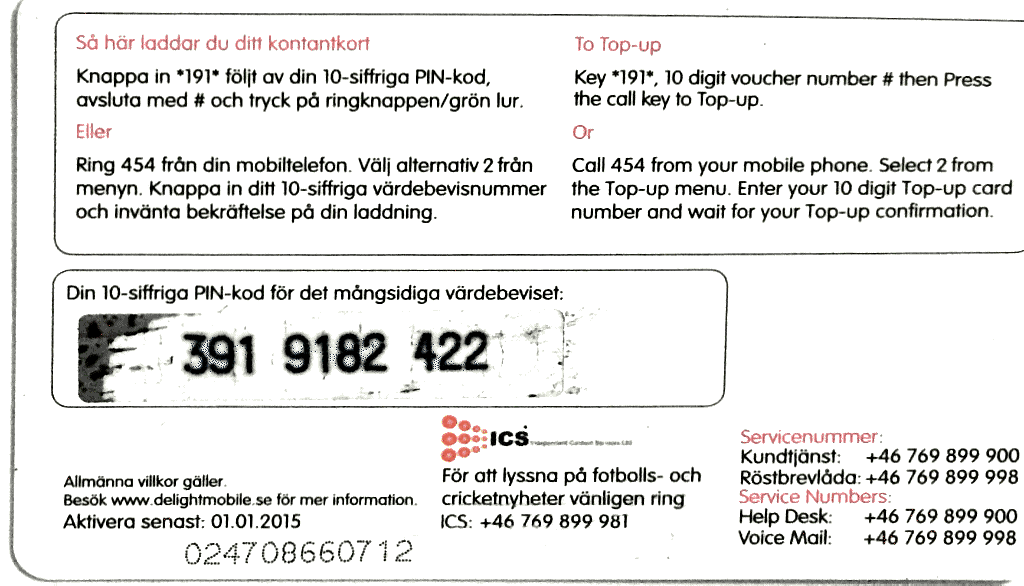 Så här laddar du ditt kontantkort
Knappa in *191* följt av din 10-siffriga PIN-kod,
avsluta med # och tryck på ringknappen/grön lur.
Eller
Ring 454 från din mobiltelefon. Välj alternativ 2 från
menyn. Knappa in ditt 10-siffriga värdebevisnummer
och invänta bekräftelse på din laddning.
To Top-up
Key *191*, 10 digit voucher number # then Press
the call key to Top-up.
Or
Call 454 from your mobile phone. Select 2 from
the Top-up menu. Enter your 10 digit Top-up card
number and wait for your Top-up confirmation.
Din 10-siffriga PIN-kod för det mångsidiga värdebeviset:
391 9182 422
Allmänna villkor gäller.
Besök www.delightmobile.se för mer information.
Aktivera senast: 01.01.2015
024708660712
ICS Independent Content Services Ltd
För att lyssna på fotbolls- och
cricketnyheter vänligen ring
ICS: +46 769 899 981
Servicenummer:
Kundtjänst: +46 769 899 900
Röstbrevlåda: +46 769 899 998
Service Numbers:
Help Desk: +46 769 899 900
Voice Mail: +46 769 899 998